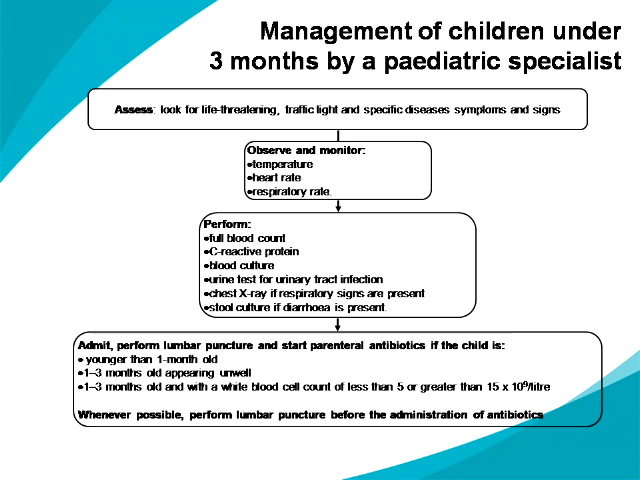 Management of children under
3 months by a paediatric specialist
Assess: look for life-threatening, traffic light and specific diseases symptoms and signs
Observe and monitor:
•temperature
•heart rate
•respiratory rate.
Perform:
•full blood count
•C-reactive protein
•blood culture
•urine test for urinary tract infection
•chest X-ray if respiratory signs are present
•stool culture if diarrhoea is present.
Admit, perform lumbar puncture and start parenteral antibiotics if the child is:
• younger than 1-month old
•1–3 months old appearing unwell
•1–3 months old and with a white blood cell count of less than 5 or greater than 15 x 10⁹/litre
Whenever possible, perform lumbar puncture before the administration of antibiotics